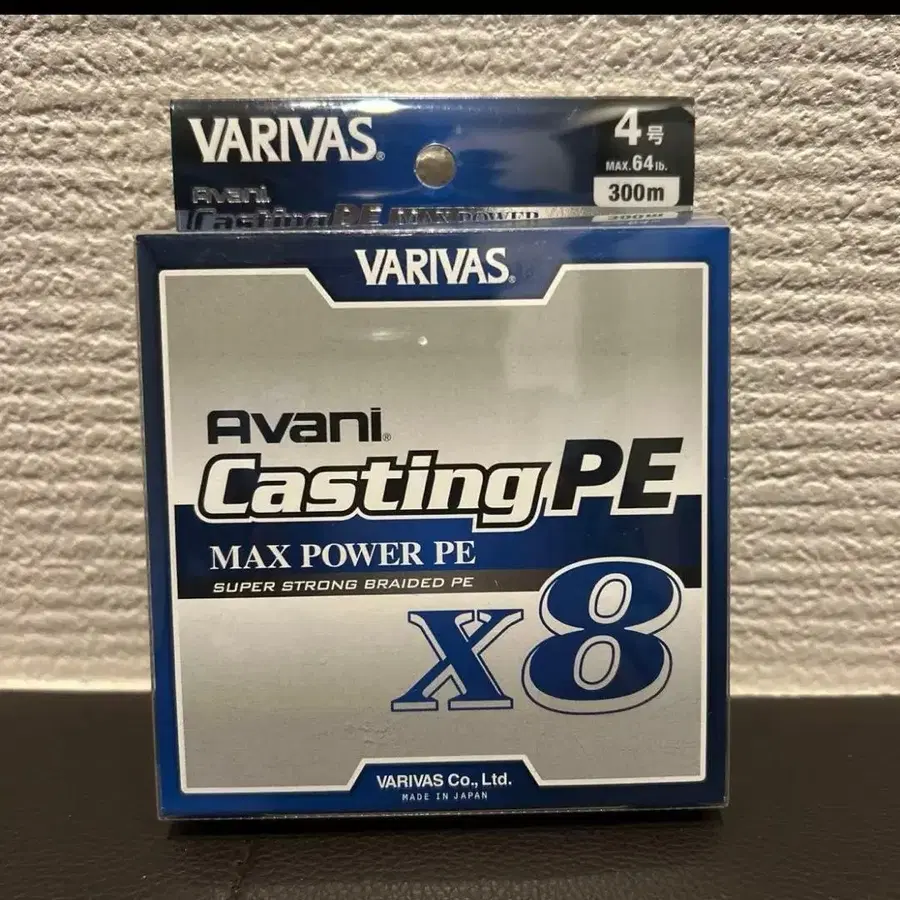 VARIVAS®
4号
MAX.64lb.
300m
Avani
Casting PE MAX POWER
300m
VARIVAS®
Avani®
Casting PE
MAX POWER PE
SUPER STRONG BRAIDED PE
X8
VARIVAS Co., Ltd.
MADE IN JAPAN